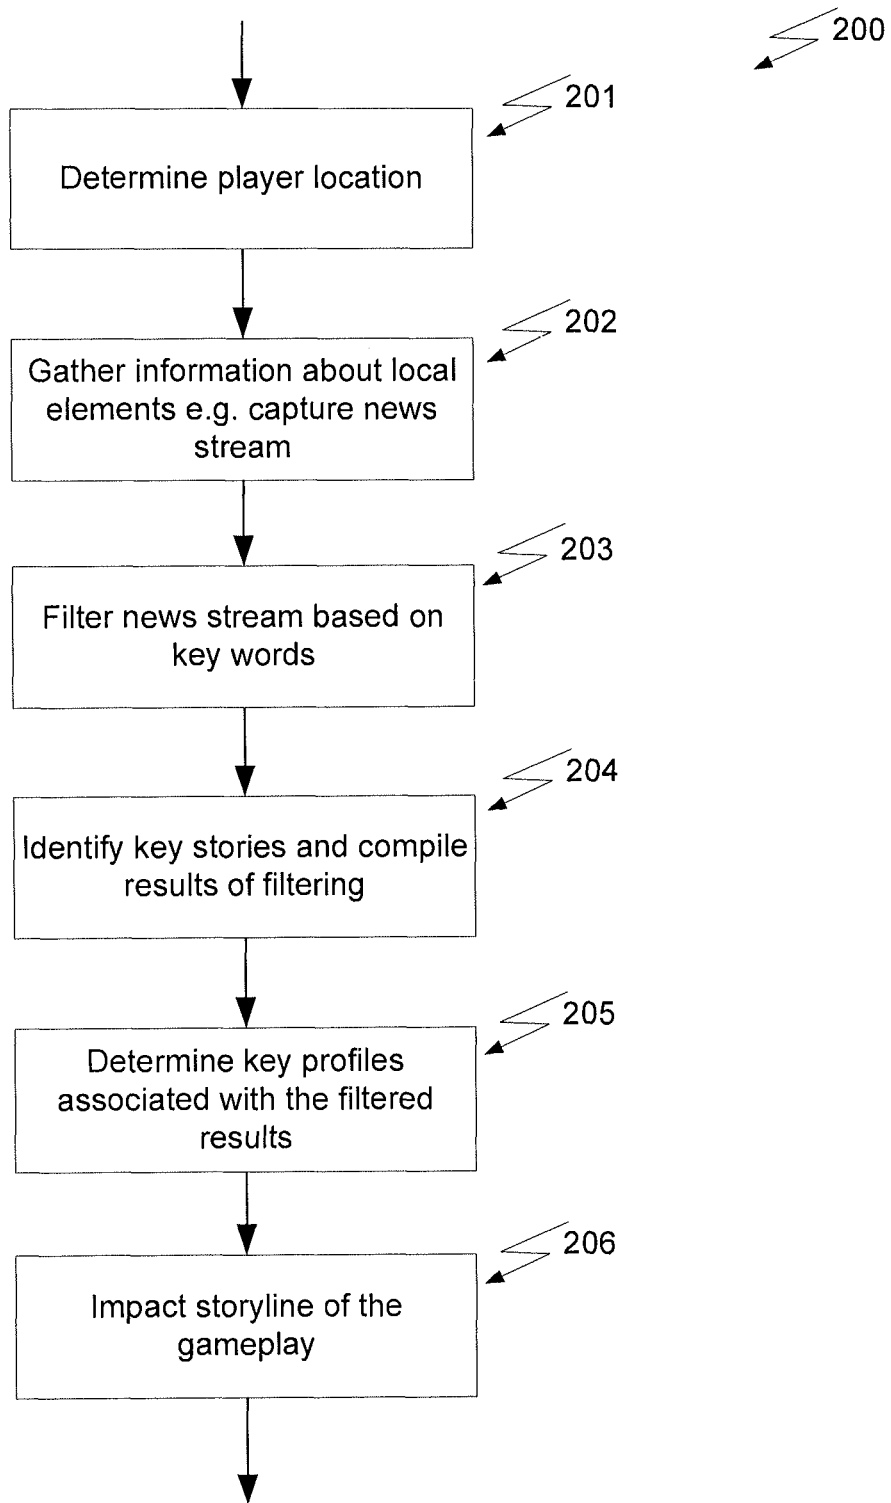 200
201
Determine player location
202
Gather information about local
elements e.g. capture news
stream
203
Filter news stream based on
key words
204
Identify key stories and compile
results of filtering
205
Determine key profiles
associated with the filtered
results
206
Impact storyline of the
gameplay